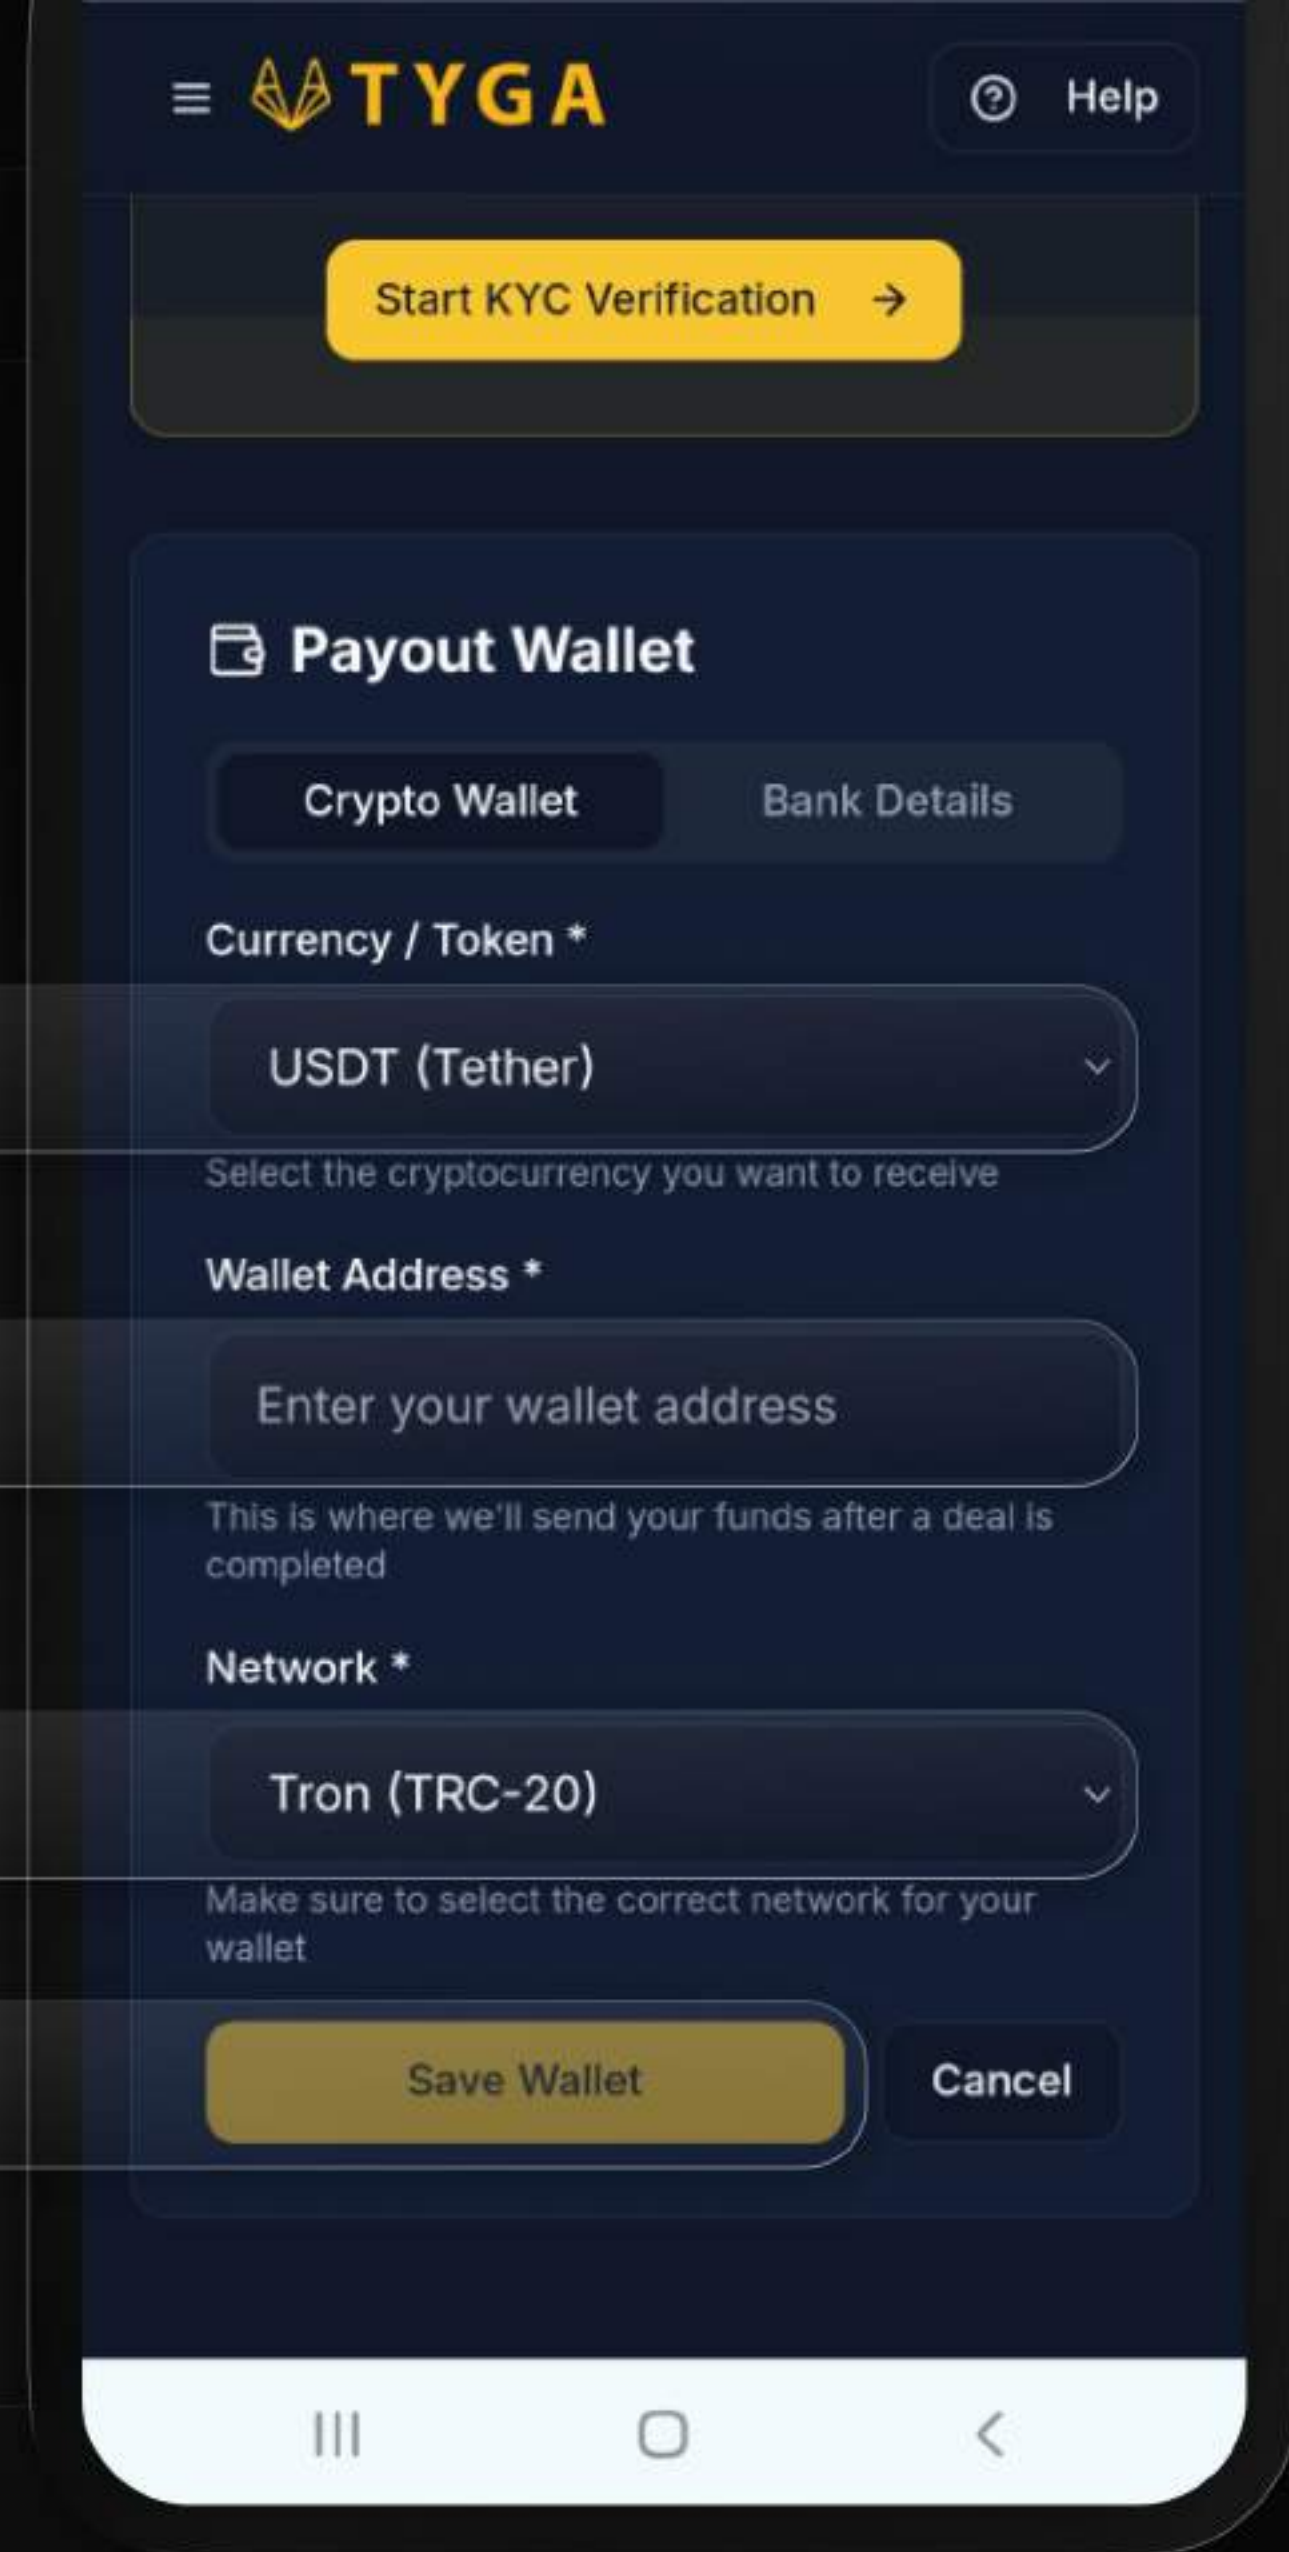 TYGA
Help
Start KYC Verification
Payout Wallet
Crypto Wallet
Bank Details
Currency / Token *
USDT (Tether)
Select the cryptocurrency you want to receive
Wallet Address *
Enter your wallet address
This is where we'll send your funds after a deal is
completed
Network *
Tron (TRC-20)
Make sure to select the correct network for your
wallet
Save Wallet
Cancel